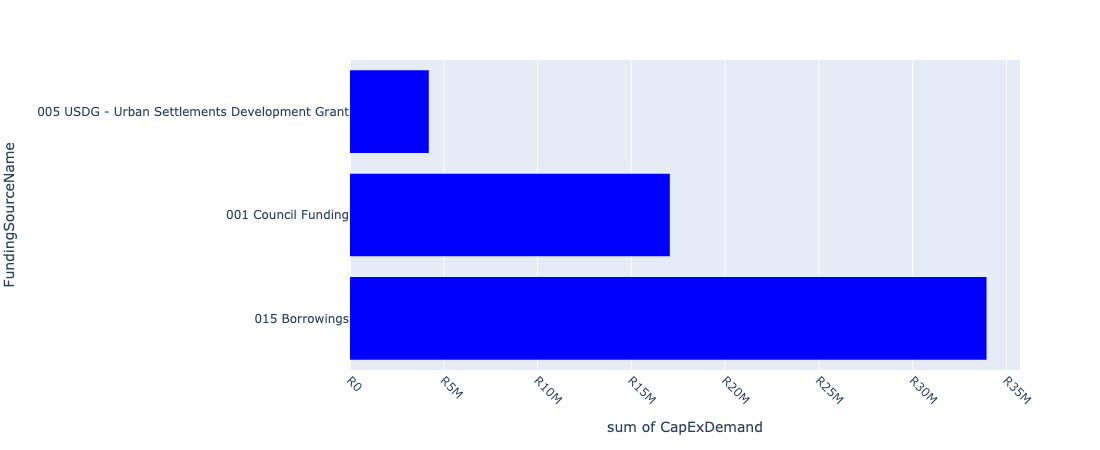 FundingSourceName
005 USDG - Urban Settlements Development Grant
001 Council Funding
015 Borrowings
R0
R5M
R10M
R15M
R20M
R25M
R30M
R35M
sum of CapExDemand